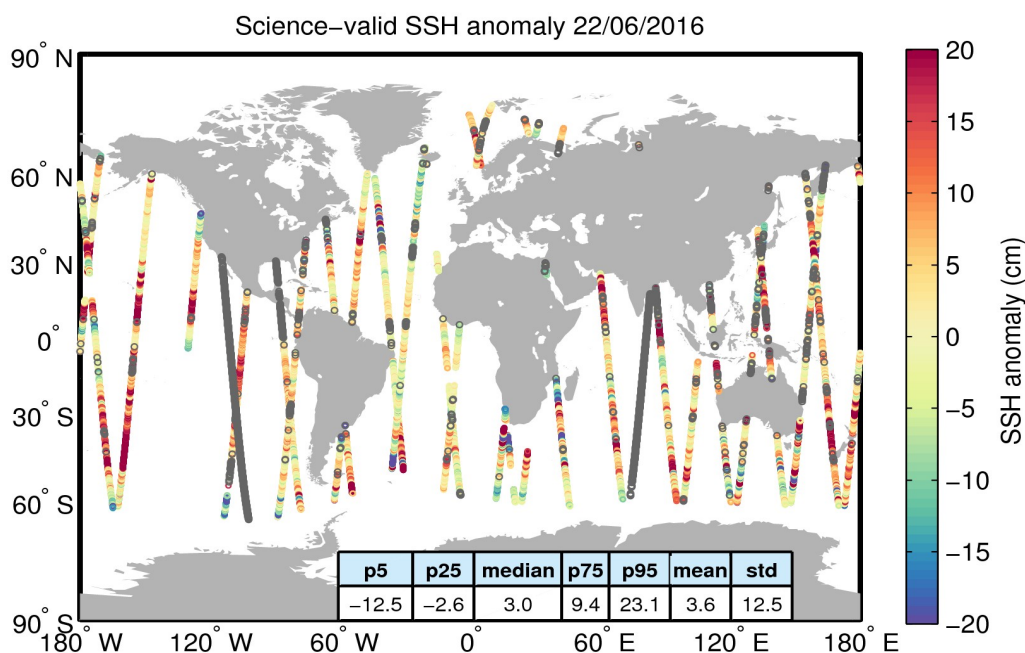 Science−valid SSH anomaly 22/06/2016
90° N
60° N
30° N
0°
30° S
60° S
90° S
180° W
120° W
60° W
0°
60° E
120° E
180° E
p5 p25 median p75 p95 mean std
−12.5 −2.6 3.0 9.4 23.1 3.6 12.5
20
15
10
5
0
−5
−10
−15
−20
SSH anomaly (cm)